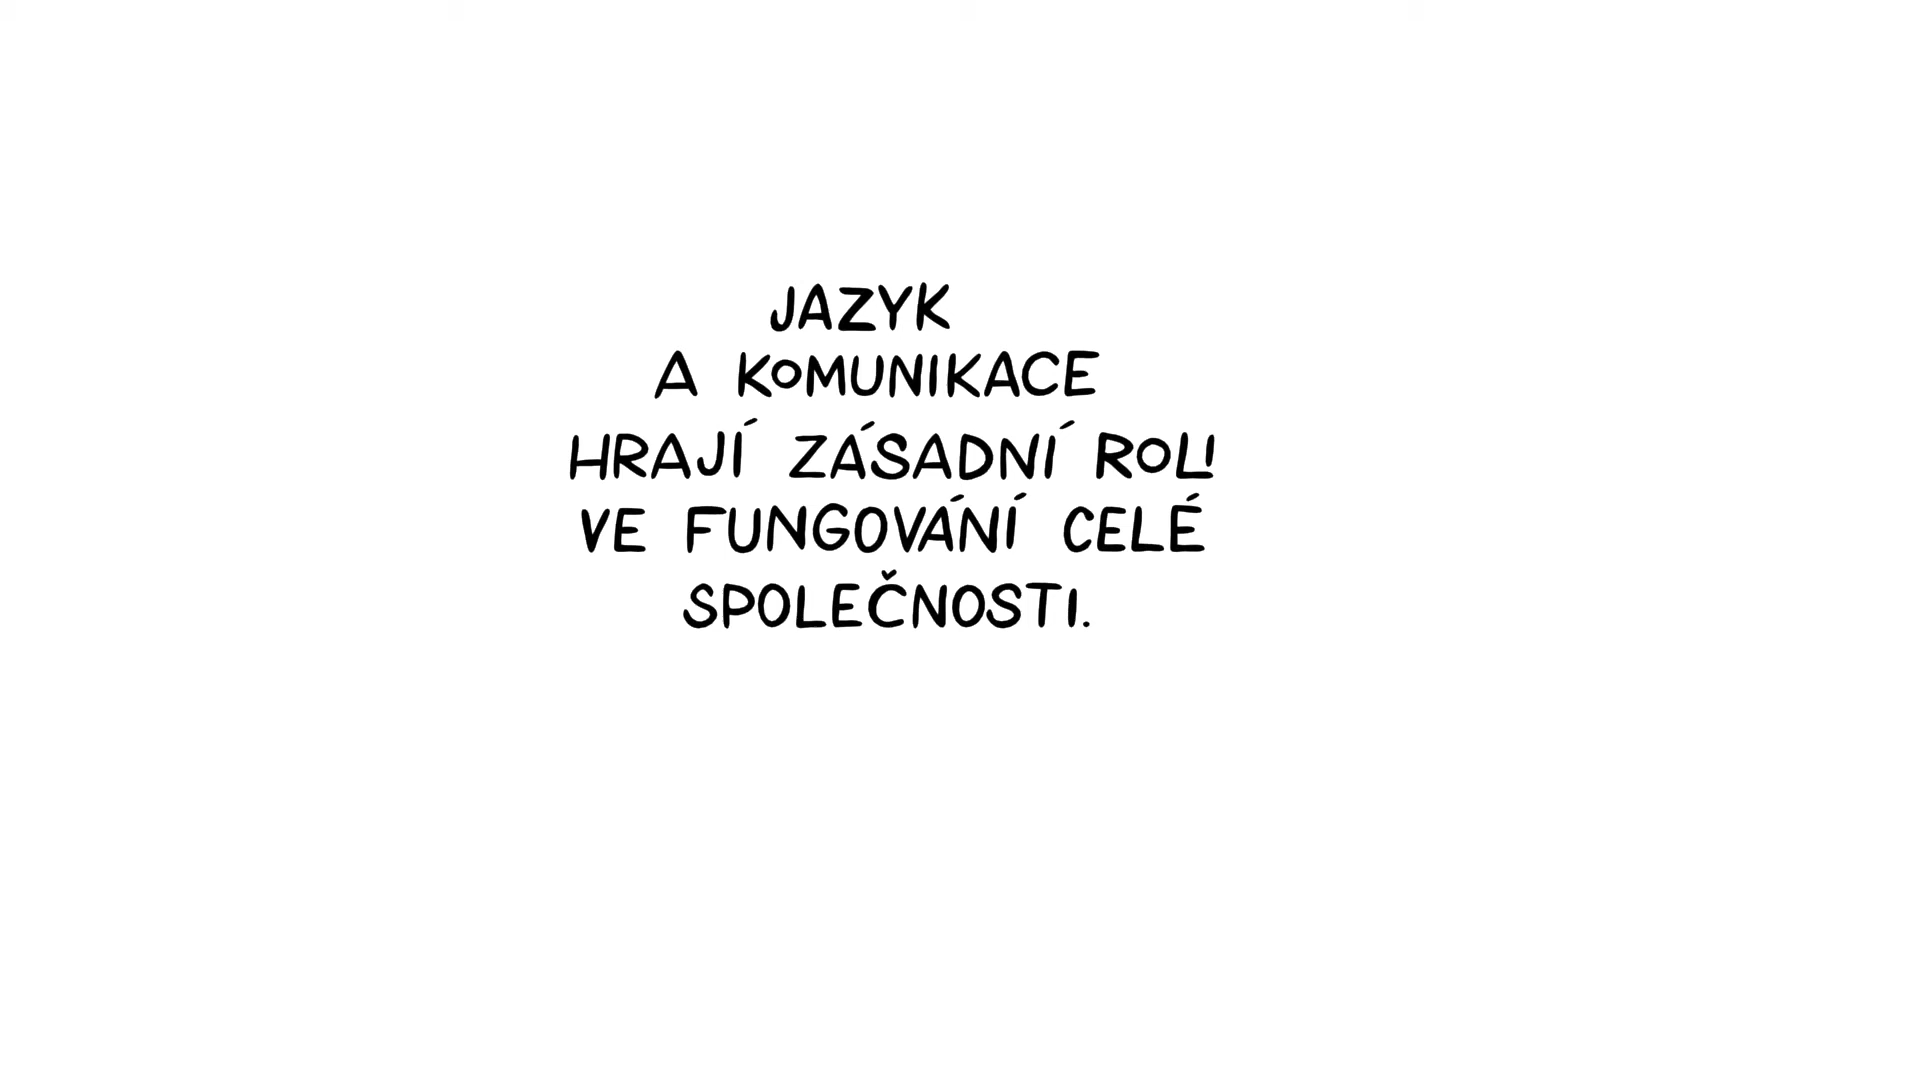 JAZYK
A KOMUNIKACE
HRAJÍ ZÁSADNÍ ROLI
VE FUNGOVÁNÍ CELÉ
SPOLEČNOSTI.